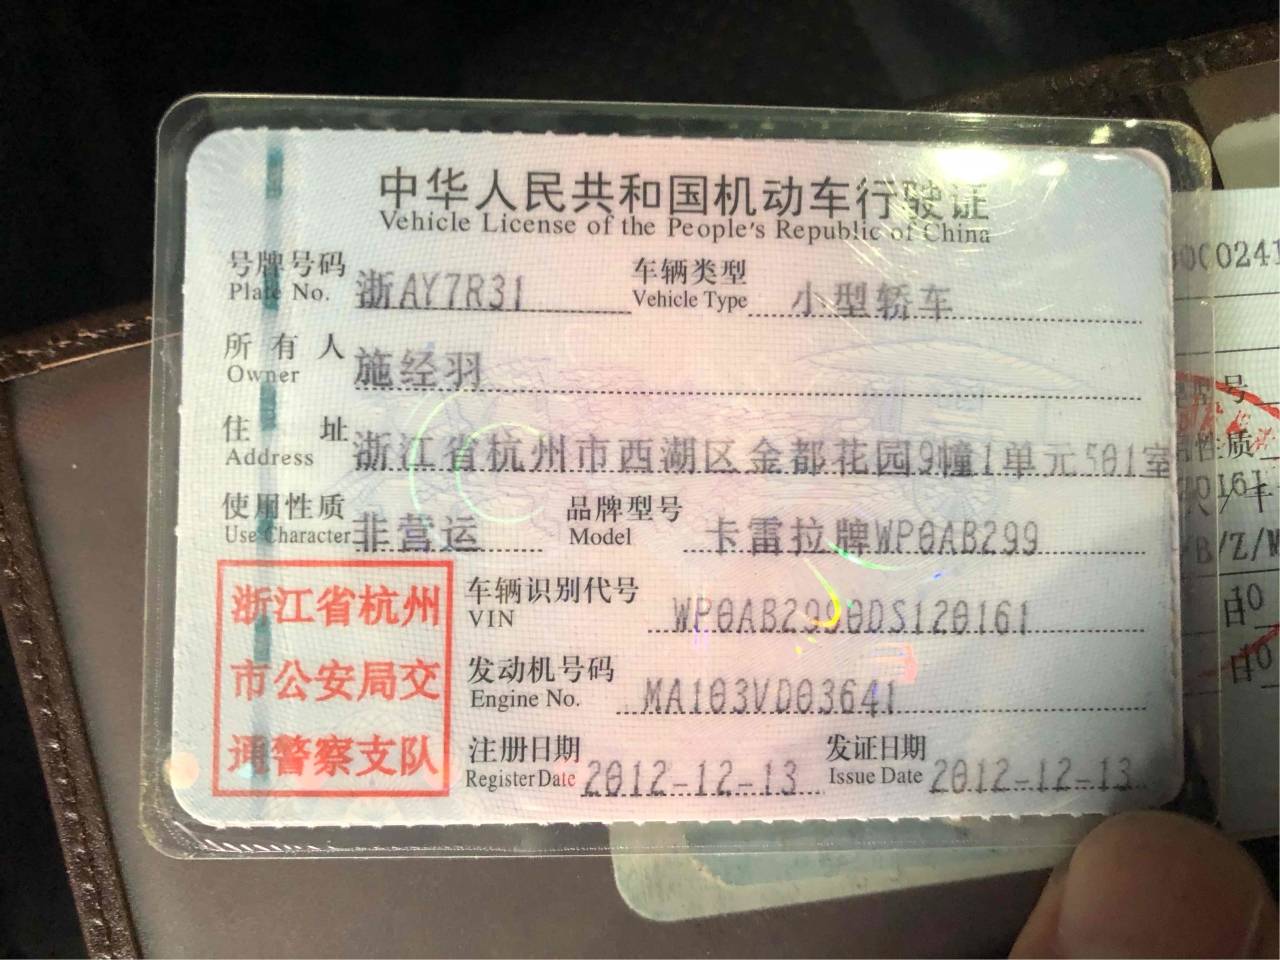 中华人民共和国机动车行驶证
Vehicle License of the People's Republic of China
号牌号码 浙AY7R31 车辆类型 小型轿车
Plate No. Vehicle Type
所有人 施经羽
Owner
住址 浙江省杭州市西湖区金都花园9幢1单元501室
Address
使用性质 非营运 品牌型号 卡雷拉牌WP0AB299
Use Character Model
浙江省杭州
市公安局交
通警察支队
车辆识别代号 WP0AB2990DS120161
VIN
发动机号码 MA103VD03641
Engine No.
注册日期 2012-12-13 发证日期 2012-12-13
Register Date Issue Date
000241
号
性质
/B/Z/M
日
日